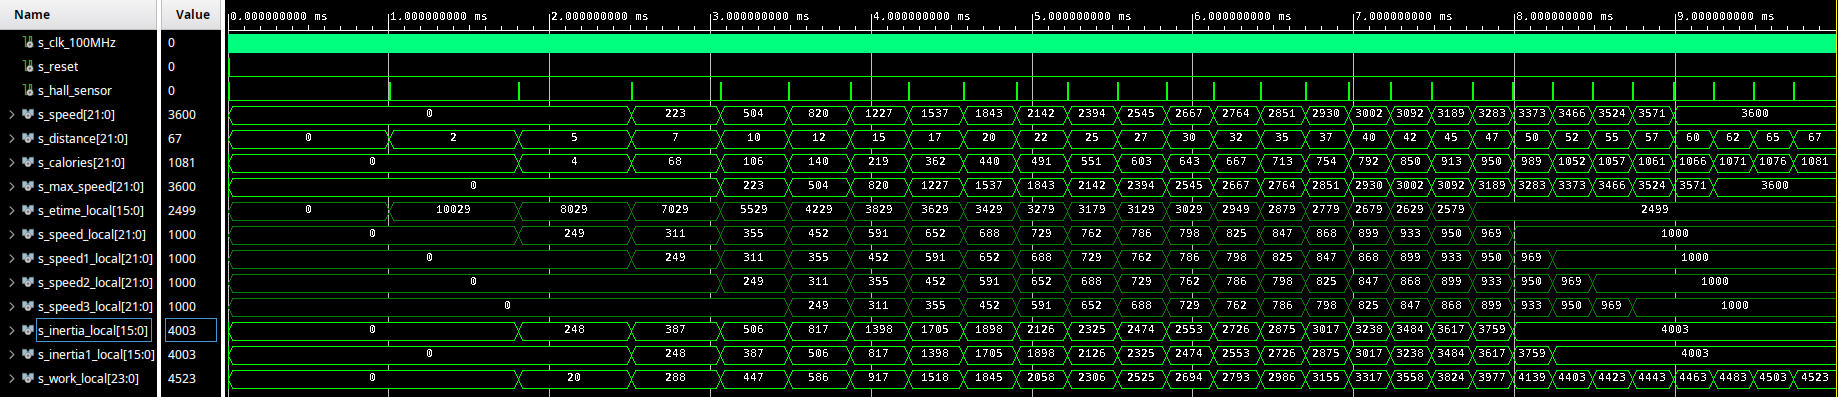 Name Value 0.000000000 ms 1.000000000 ms 2.000000000 ms 3.000000000 ms 4.000000000 ms 5.000000000 ms 6.000000000 ms 7.000000000 ms 8.000000000 ms 9.000000000 ms
s_clk_100MHz 0
s_reset 0
s_hall_sensor 0
s_speed[21:0] 3600 0 223 504 820 1227 1537 1843 2142 2394 2545 2667 2764 2851 2930 3002 3092 3189 3283 3373 3466 3524 3571 3600
s_distance[21:0] 67 0 2 5 7 10 12 15 17 20 22 25 27 30 32 35 37 40 42 45 47 50 52 55 57 60 62 65 67
s_calories[21:0] 1081 0 4 68 106 140 219 362 440 491 551 603 643 667 713 754 792 850 913 950 989 1052 1057 1061 1066 1071 1076 1081
s_max_speed[21:0] 3600 0 223 504 820 1227 1537 1843 2142 2394 2545 2667 2764 2851 2930 3002 3092 3189 3283 3373 3466 3524 3571 3600
s_etime_local[15:0] 2499 0 10029 8029 7029 5529 4229 3829 3629 3429 3279 3179 3129 3029 2949 2879 2779 2679 2629 2579 2499
s_speed_local[21:0] 1000 0 249 311 355 452 591 652 688 729 762 786 798 825 847 868 899 933 950 969 1000
s_speed1_local[21:0] 1000 0 249 311 355 452 591 652 688 729 762 786 798 825 847 868 899 933 950 969 1000
s_speed2_local[21:0] 1000 0 249 311 355 452 591 652 688 729 762 786 798 825 847 868 899 933 950 969 1000
s_speed3_local[21:0] 1000 0 249 311 355 452 591 652 688 729 762 786 798 825 847 868 899 933 950 969 1000
s_inertia_local[15:0] 4003 0 248 387 506 817 1398 1705 1898 2126 2325 2474 2553 2726 2875 3017 3238 3484 3617 3759 4003
s_inertia1_local[15:0] 4003 0 248 387 506 817 1398 1705 1898 2126 2325 2474 2553 2726 2875 3017 3238 3484 3617 3759 4003
s_work_local[23:0] 4523 0 20 288 447 586 917 1518 1845 2058 2306 2525 2694 2793 2986 3155 3317 3558 3824 3977 4139 4403 4423 4443 4463 4483 4503 4523